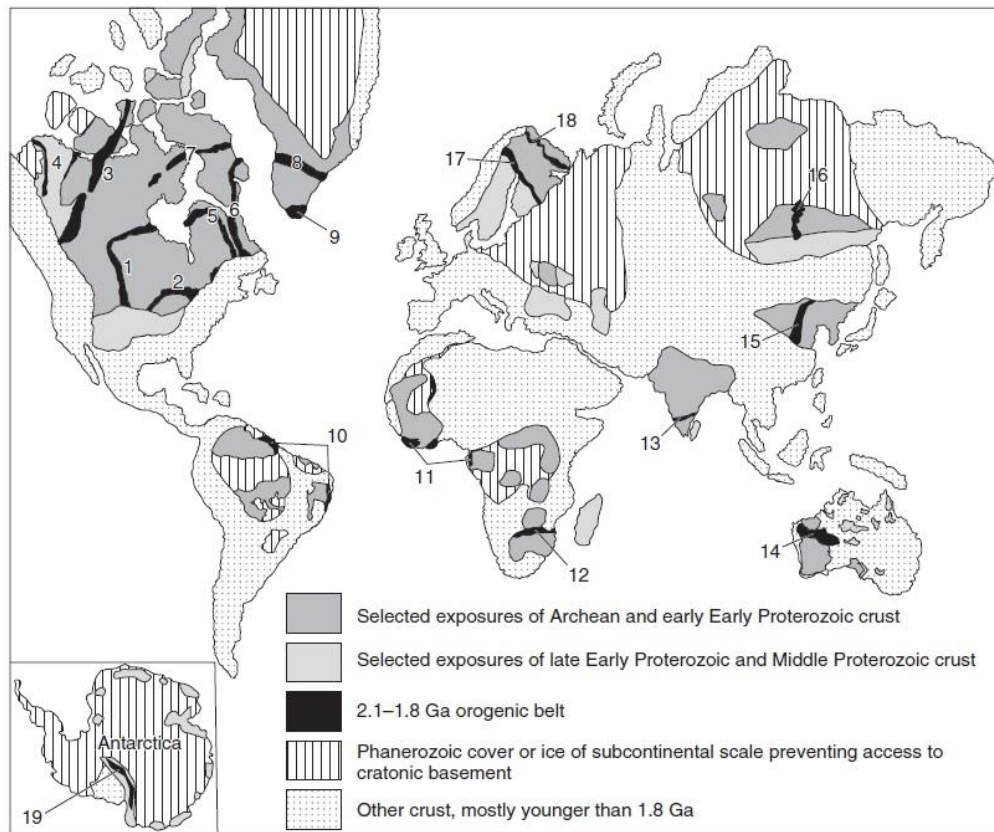 18
17
7
8
4
3
16
5
6
9
1
2
15
10
13
11
14
12
Selected exposures of Archean and early Early Proterozoic crust
Selected exposures of late Early Proterozoic and Middle Proterozoic crust
2.1–1.8 Ga orogenic belt
Antarctica
Phanerozoic cover or ice of subcontinental scale preventing access to
cratonic basement
19
Other crust, mostly younger than 1.8 Ga